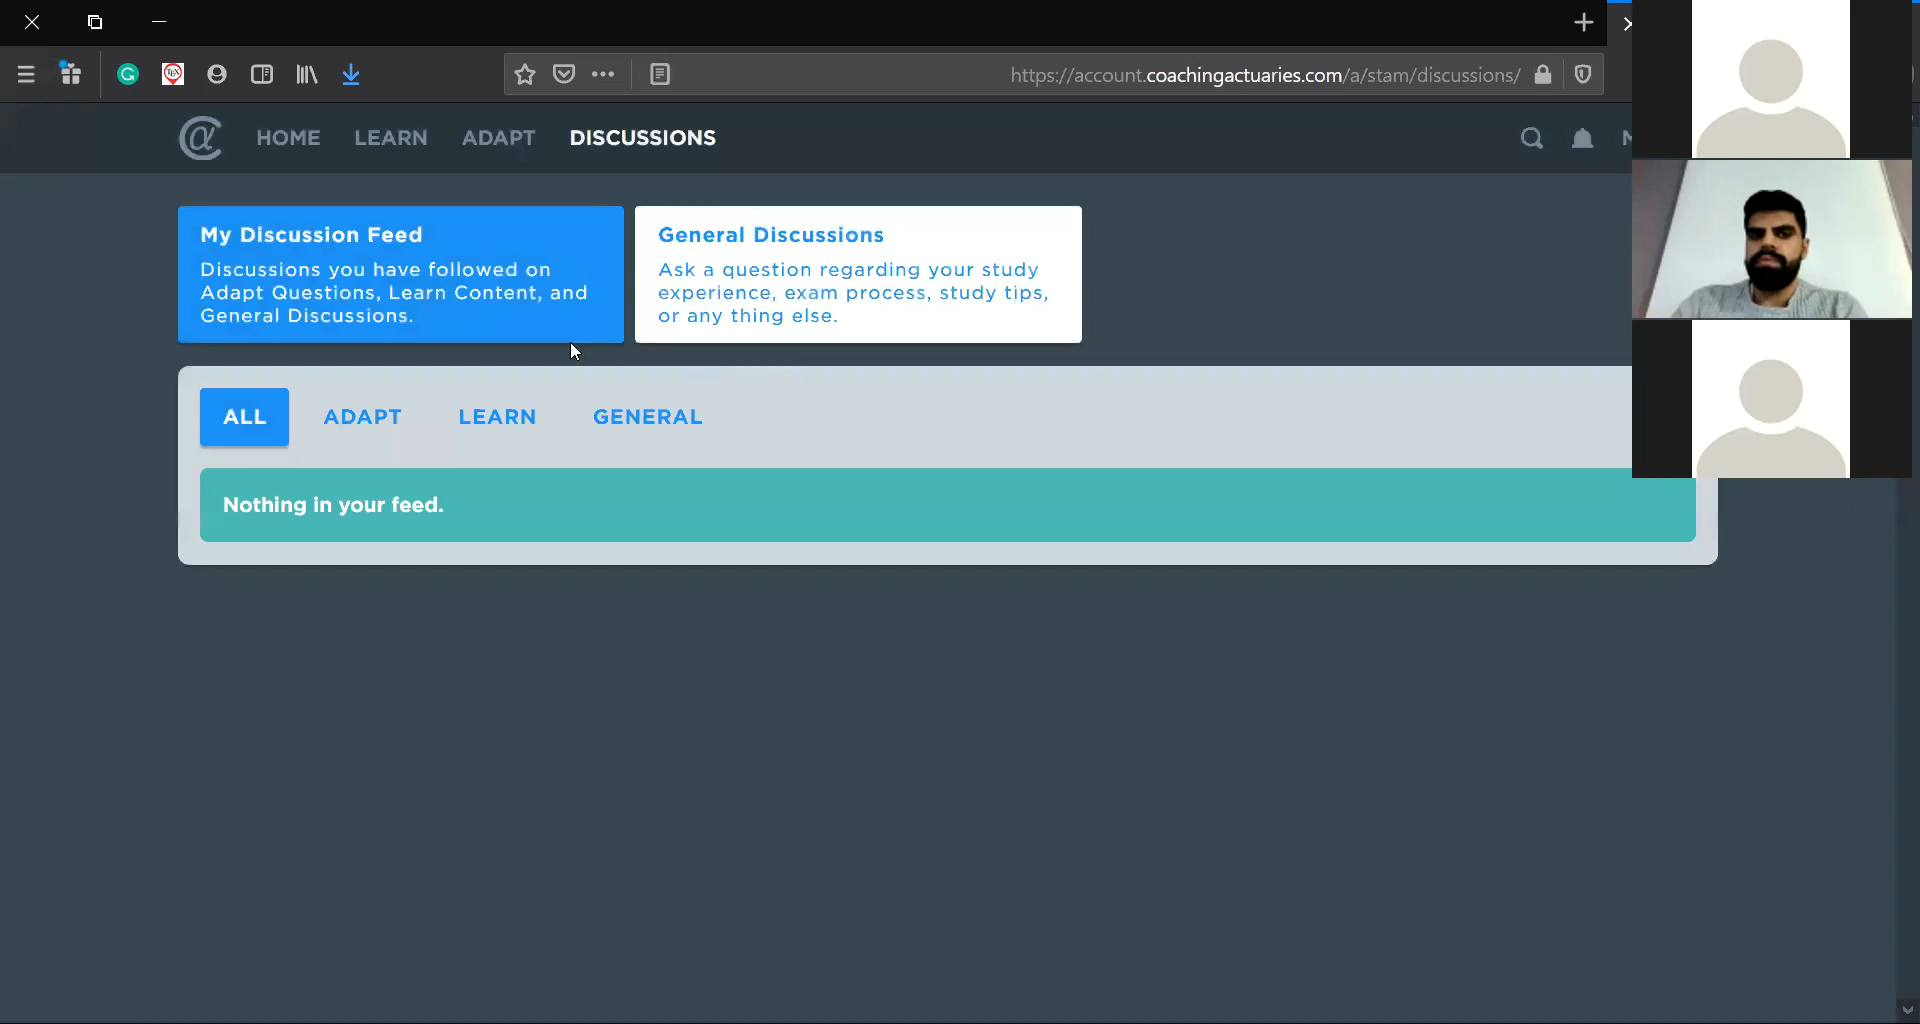 https://account.coachingactuaries.com/a/stam/discussions/
HOME LEARN ADAPT DISCUSSIONS
My Discussion Feed
Discussions you have followed on
Adapt Questions, Learn Content, and
General Discussions.
General Discussions
Ask a question regarding your study
experience, exam process, study tips,
or any thing else.
ALL ADAPT LEARN GENERAL
Nothing in your feed.